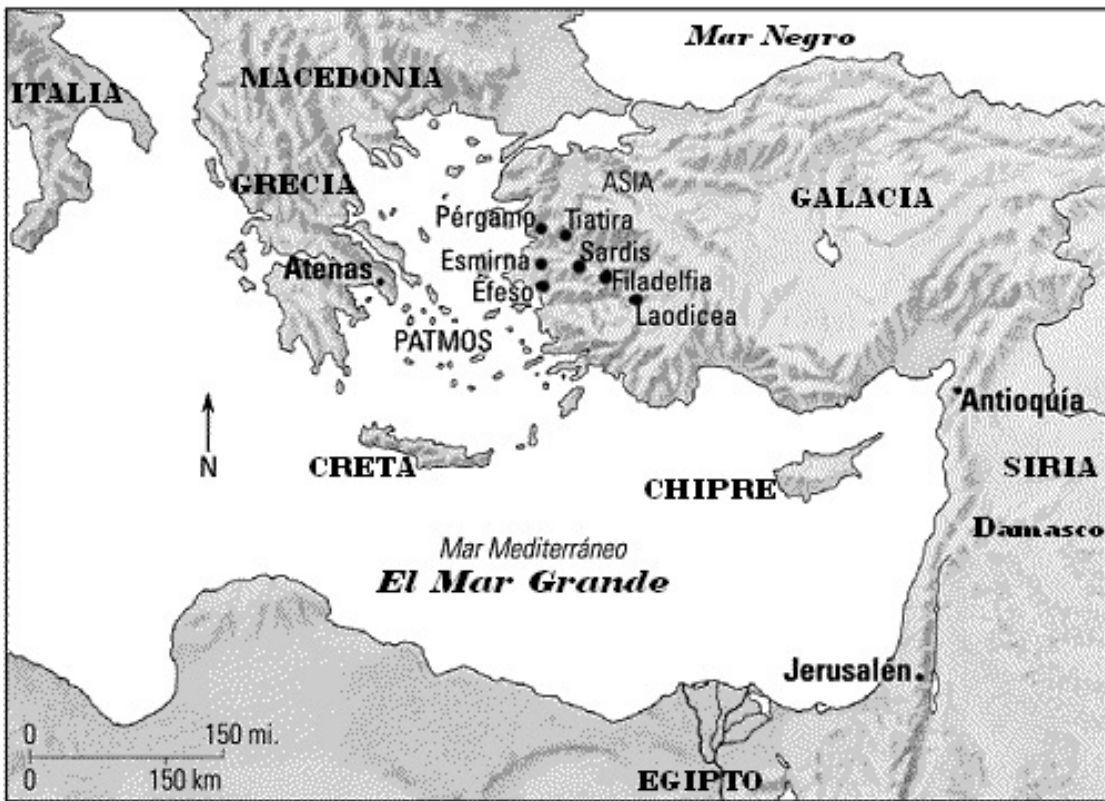 Mar Negro
MACEDONIA
ITALIA
ASIA
GRECIA
GALACIA
Pérgamo
Tiatira
Sardis
Esmirna
Atenas
Filadelfia
Éfeso
Laodicea
PATMOS
Antioquía
N
CRETA
SIRIA
CHIPRE
Damasco
Mar Mediterráneo
El Mar Grande
Jerusalén
0 150 mi.
0 150 km
EGIPTO